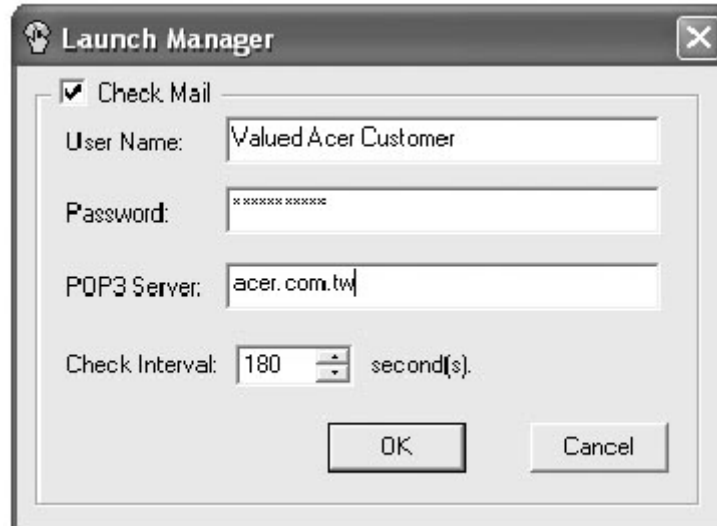 Launch Manager
Check Mail
User Name: Valued Acer Customer
Password: ***********
POP3 Server: acer.com.tw
Check Interval: 180 second(s).
OK Cancel